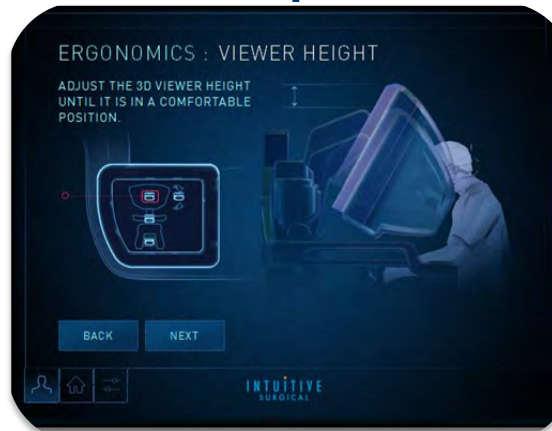 ERGONOMICS : VIEWER HEIGHT
ADJUST THE 3D VIEWER HEIGHT
UNTIL IT IS IN A COMFORTABLE
POSITION.
BACK
NEXT
INTUITIVE
SURGICAL